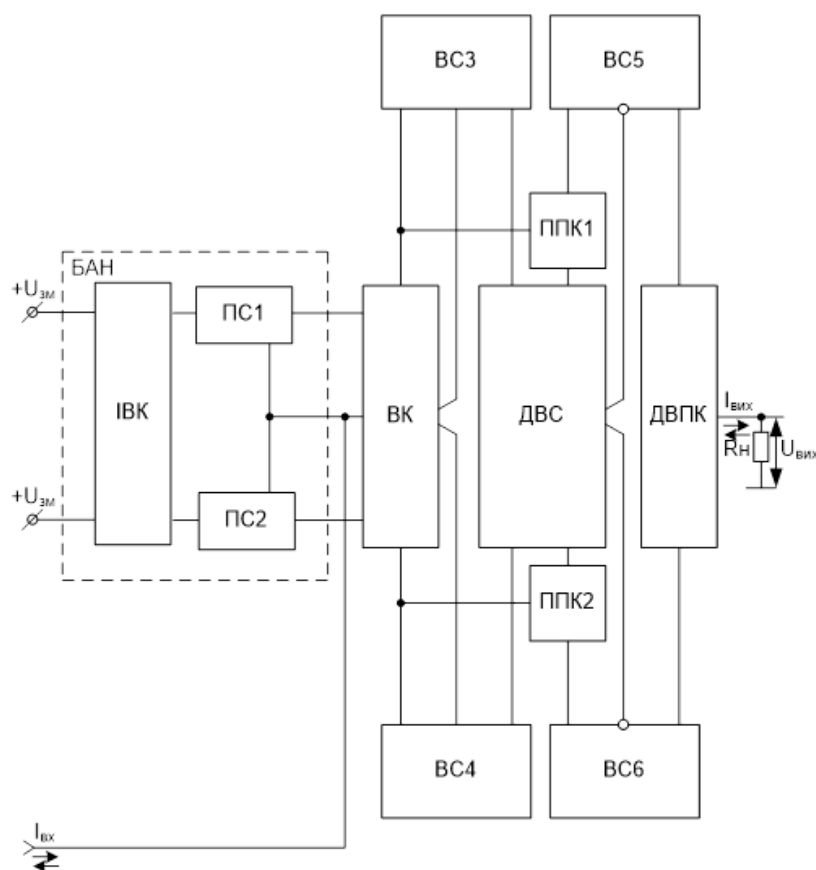 ВС3
ВС5
ППК1
БАН
+Uзм
ПС1
ІВК
ВК
ДВС
ДВПК
Iвих
Rн
Uвих
+Uзм
ПС2
ППК2
ВС4
ВС6
Iвх